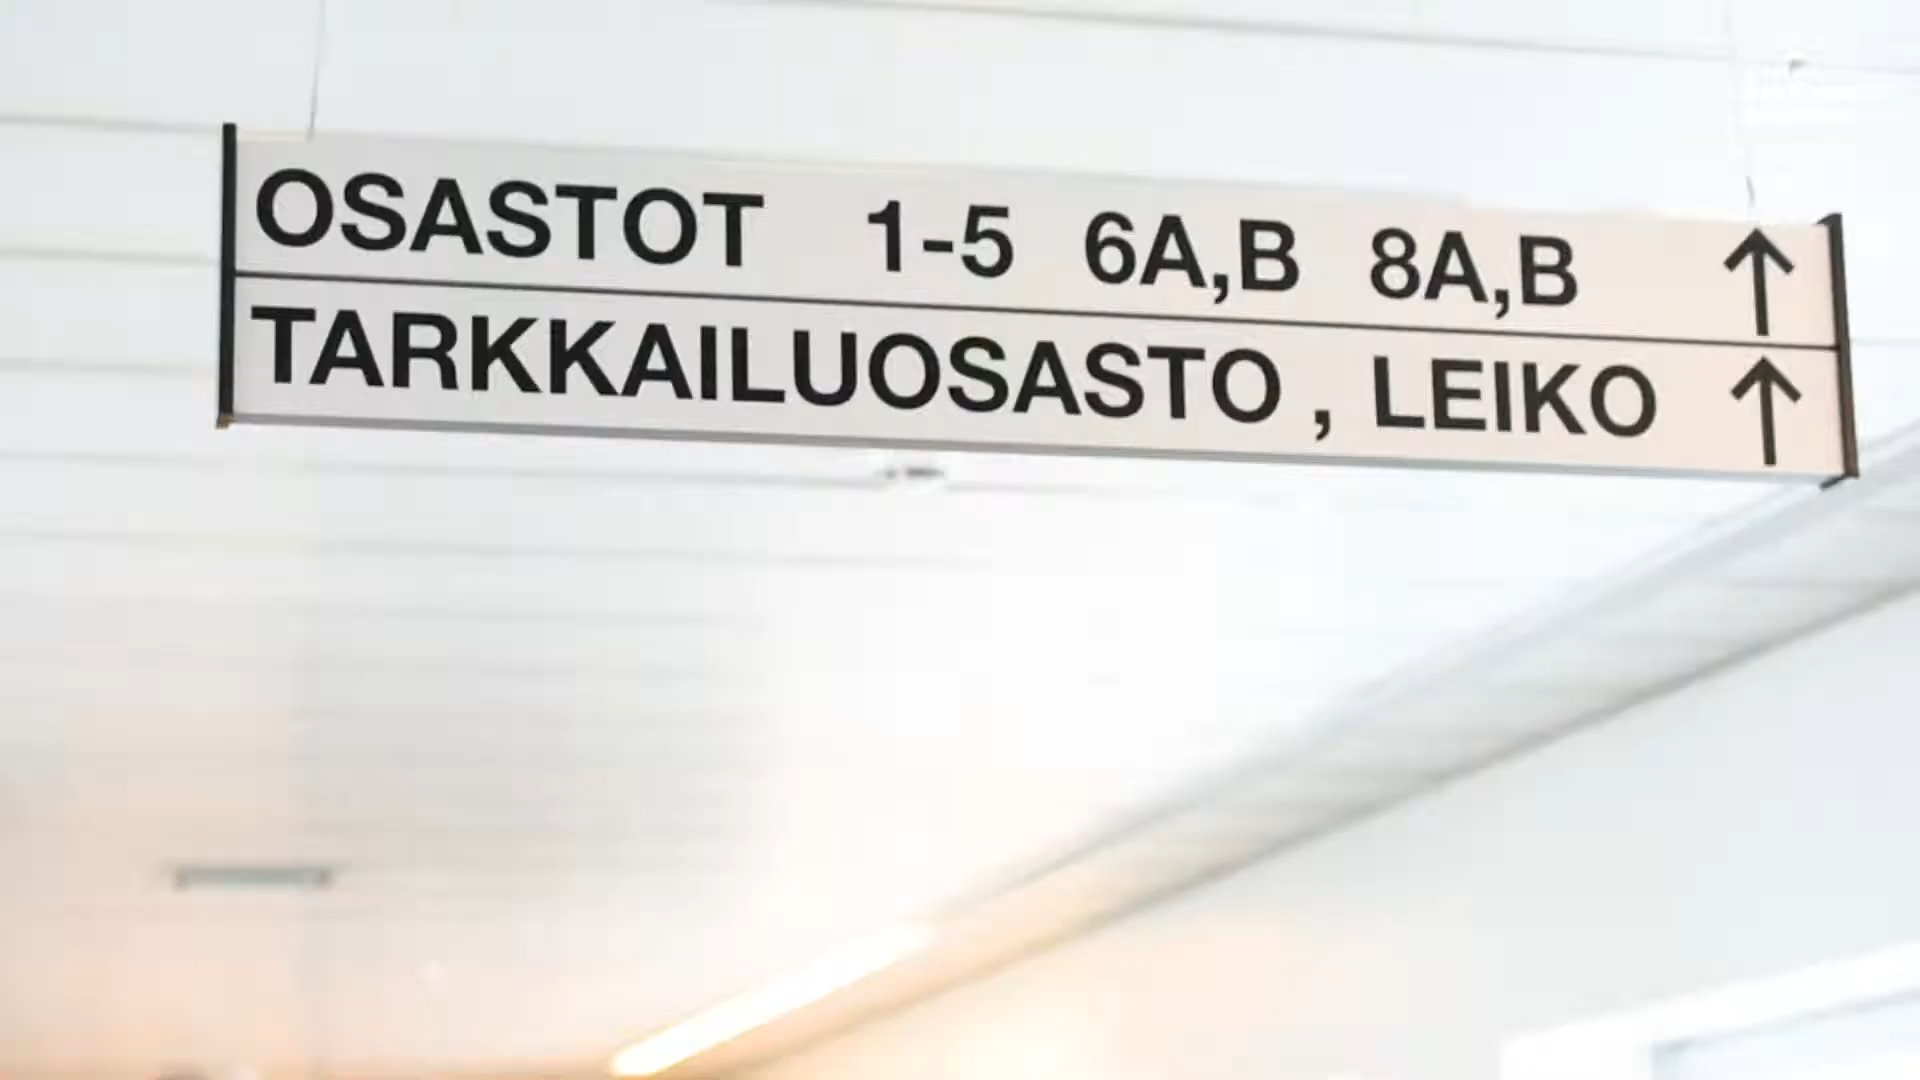 OSASTOT 1-5 6A,B 8A,B ↑
TARKKAILUOSASTO , LEIKO ↑